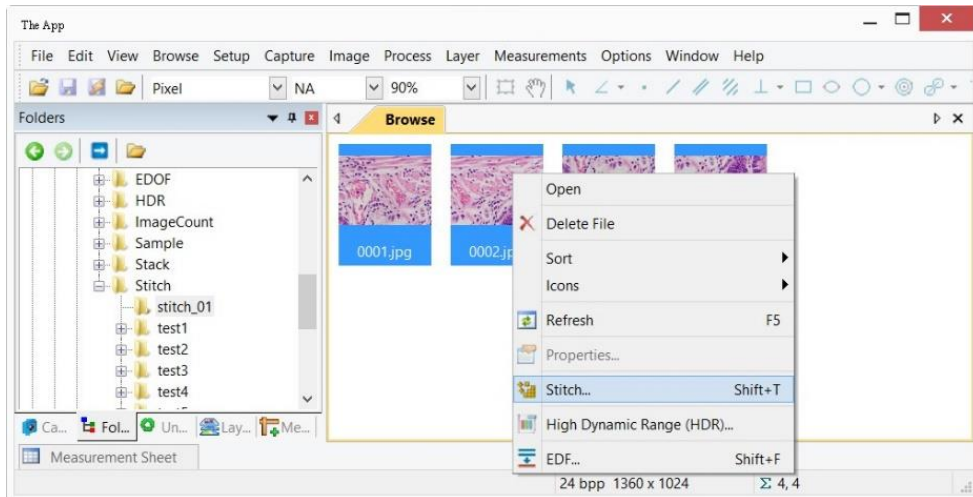 The App
File Edit View Browse Setup Capture Image Process Layer Measurements Options Window Help
Pixel NA 90%
Folders
Browse
EDOF
HDR
ImageCount
Sample
Stack
Stitch
stitch_01
test1
test2
test3
test4
0001.jpg
0002.jp
Open
Delete File
Sort
Icons
Refresh F5
Properties...
Stitch... Shift+T
High Dynamic Range (HDR)...
EDF... Shift+F
Ca... Fol... Un... Lay... Me...
Measurement Sheet
24 bpp 1360 x 1024 Σ 4, 4